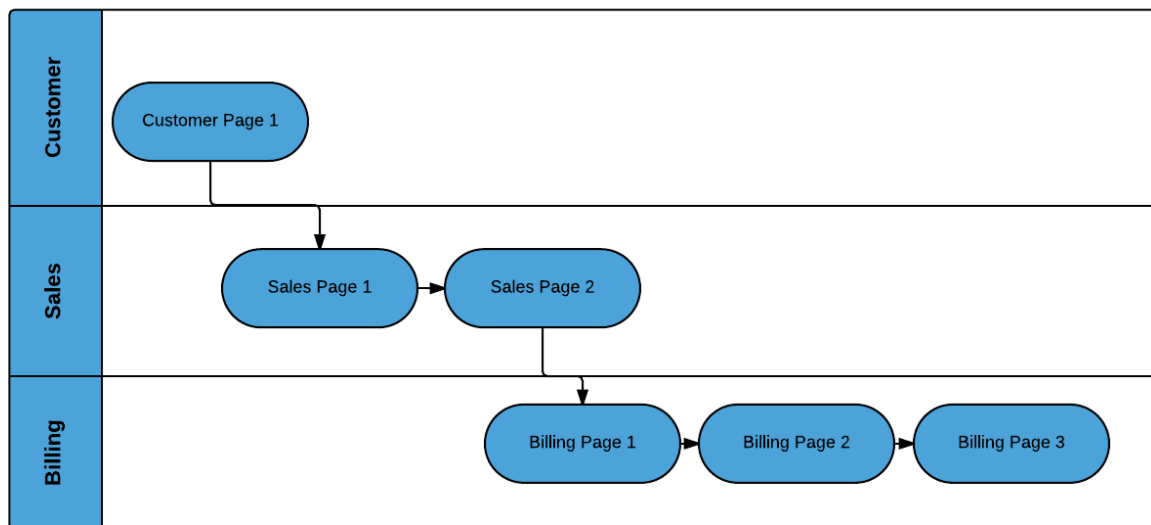 Customer
Customer Page 1
Sales
Sales Page 1
Sales Page 2
Billing
Billing Page 1
Billing Page 2
Billing Page 3